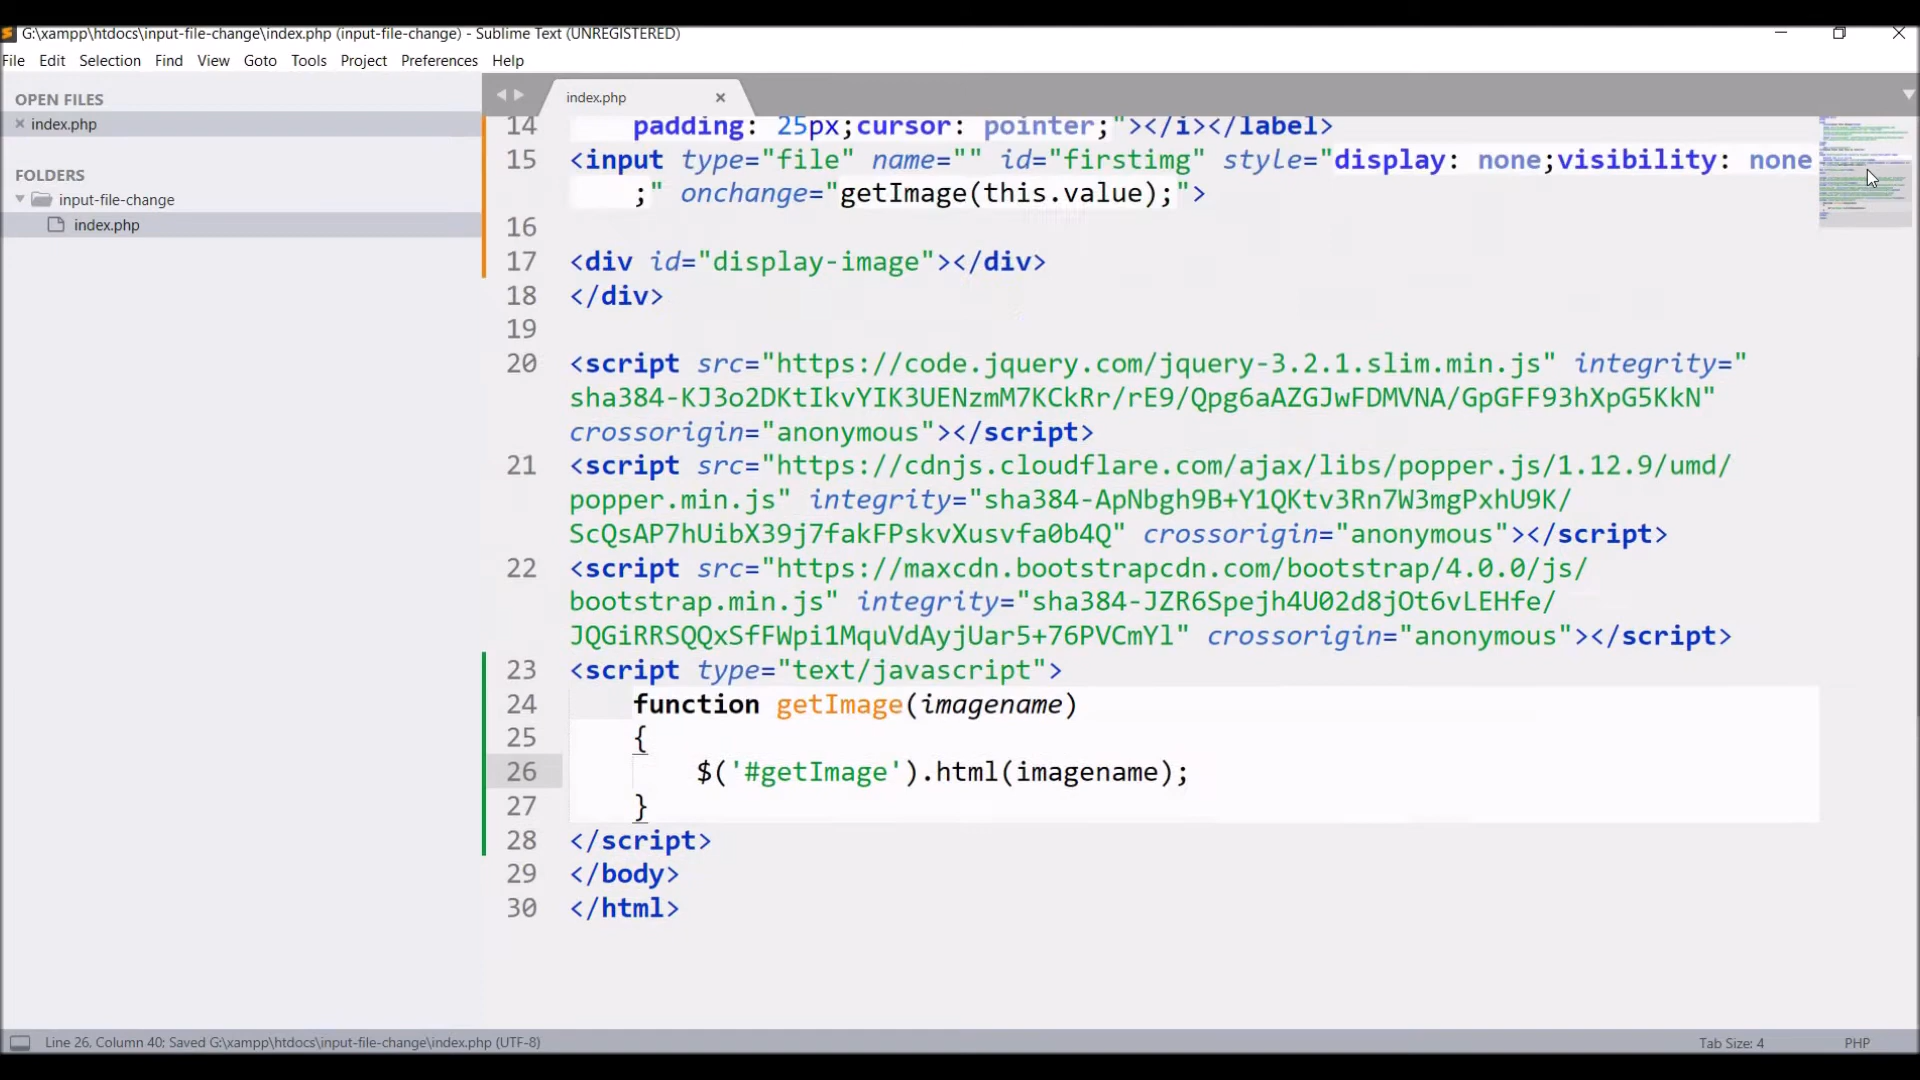 G:\xampp\htdocs\input-file-change\index.php (input-file-change) - Sublime Text (UNREGISTERED)
File Edit Selection Find View Goto Tools Project Preferences Help
OPEN FILES
index.php
FOLDERS
input-file-change
index.php
index.php
14 padding: 25px;cursor: pointer;"></i></label>
15 <input type="file" name="" id="firstimg" style="display: none;visibility: none
;" onchange="getImage(this.value);">
16
17 <div id="display-image"></div>
18 </div>
19
20 <script src="https://code.jquery.com/jquery-3.2.1.slim.min.js" integrity="
sha384-KJ3o2DKtIkvYIK3UENzmM7KCkRr/rE9/Qpg6aAZGJwFDMVNA/GpGFF93hXpG5KkN"
crossorigin="anonymous"></script>
21 <script src="https://cdnjs.cloudflare.com/ajax/libs/popper.js/1.12.9/umd/
popper.min.js" integrity="sha384-ApNbgh9B+Y1QKtv3Rn7W3mgPxhU9K/
ScQsAP7hUibX39j7fakFPskvXusvfa0b4Q" crossorigin="anonymous"></script>
22 <script src="https://maxcdn.bootstrapcdn.com/bootstrap/4.0.0/js/
bootstrap.min.js" integrity="sha384-JZR6Spejh4U02d8jOt6vLEHfe/
JQGiRRSQQxSfFWpi1MquVdAyjUar5+76PVCmYl" crossorigin="anonymous"></script>
23 <script type="text/javascript">
24 function getImage(imagename)
25 {
26 $('#getImage').html(imagename);
27 }
28 </script>
29 </body>
30 </html>
Line 26, Column 40; Saved G:\xampp\htdocs\input-file-change\index.php (UTF-8)
Tab Size: 4
PHP